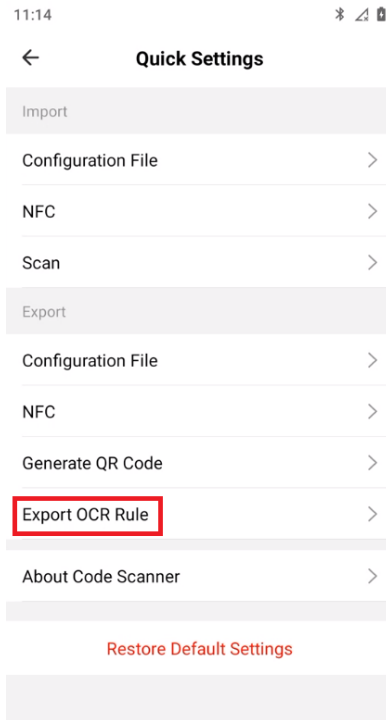 11:14
Quick Settings
Import
Configuration File
NFC
Scan
Export
Configuration File
NFC
Generate QR Code
Export OCR Rule
About Code Scanner
Restore Default Settings